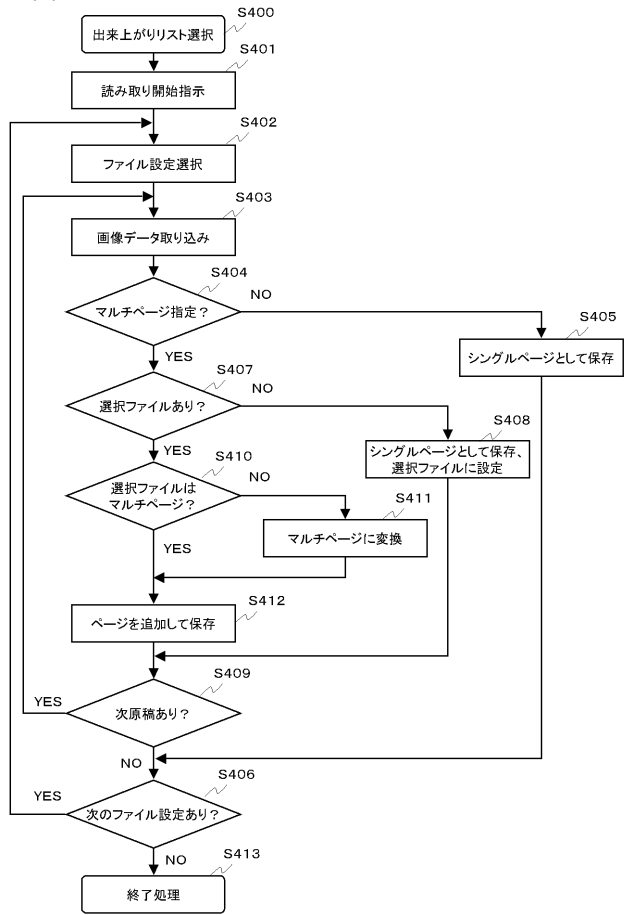 S400
出来上がりリスト選択
S401
読み取り開始指示
S402
ファイル設定選択
S403
画像データ取り込み
S404
マルチページ指定？
NO
YES
S405
シングルページとして保存
S407
選択ファイルあり？
NO
YES
S408
シングルページとして保存、
選択ファイルに設定
S410
選択ファイルは
マルチページ？
NO
YES
S411
マルチページに変換
S412
ページを追加して保存
S409
次原稿あり？
YES
NO
S406
次のファイル設定あり？
YES
NO
S413
終了処理